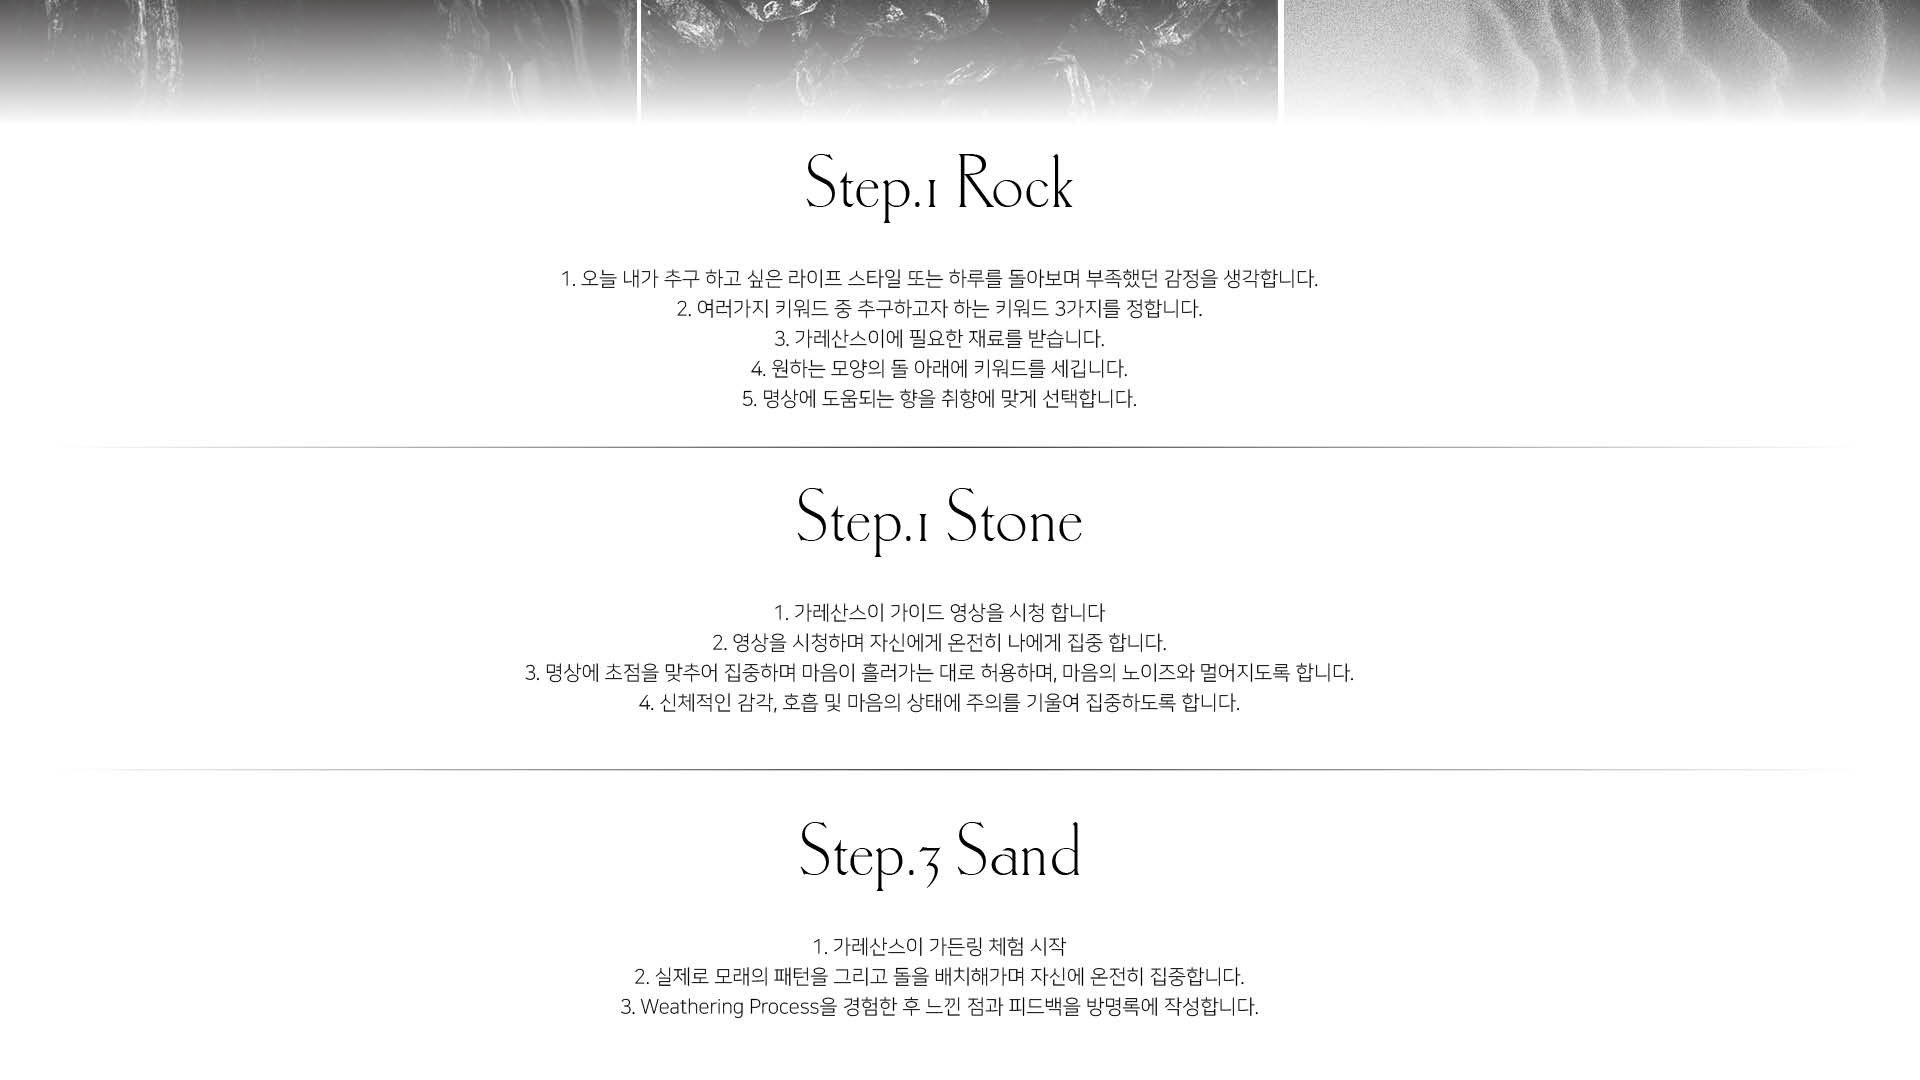 Step.1 Rock
1. 오늘 내가 추구 하고 싶은 라이프 스타일 또는 하루를 돌아보며 부족했던 감정을 생각합니다.
2. 여러가지 키워드 중 추구하고자 하는 키워드 3가지를 정합니다.
3. 가레산스이에 필요한 재료를 받습니다.
4. 원하는 모양의 돌 아래에 키워드를 세깁니다.
5. 명상에 도움되는 향을 취향에 맞게 선택합니다.
Step.1 Stone
1. 가레산스이 가이드 영상을 시청 합니다
2. 영상을 시청하며 자신에게 온전히 나에게 집중 합니다.
3. 명상에 초점을 맞추어 집중하며 마음이 흘러가는 대로 허용하며, 마음의 노이즈와 멀어지도록 합니다.
4. 신체적인 감각, 호흡 및 마음의 상태에 주의를 기울여 집중하도록 합니다.
Step.3 Sand
1. 가레산스이 가든링 체험 시작
2. 실제로 모래의 패턴을 그리고 돌을 배치해가며 자신에 온전히 집중합니다.
3. Weathering Process을 경험한 후 느낀 점과 피드백을 방명록에 작성합니다.